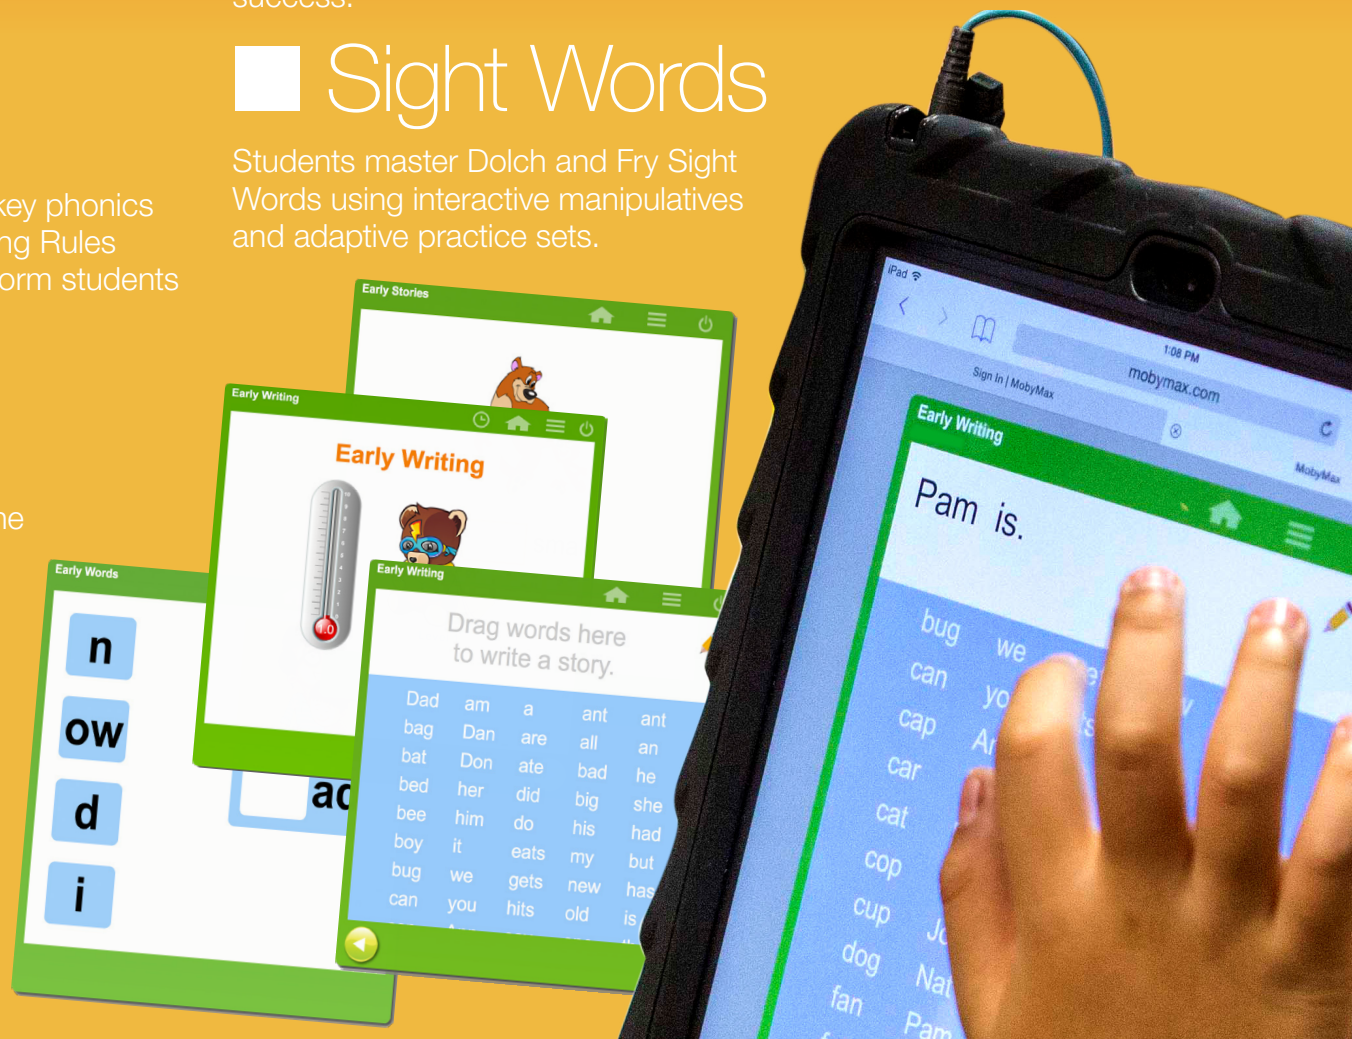 success.
Sight Words
Students master Dolch and Fry Sight
Words using interactive manipulatives
and adaptive practice sets.
key phonics
Rules
students
Early Stories
Early Writing
Early Writing
1.0
Early Words
n
ow
d
i
Early Writing
Drag words here
to write a story.
Dad am a ant ant
bag Dan are all an
bat Don ate bad he
bed her did big she
bee him do his had
boy it eats my but
bug we gets new has
can you hits old is
iPad
1:08 PM
mobymax.com
Sign In | MobyMax
MobyMax
Early Writing
Pam is.
bug we
can
cap
car
cat
cop
cup
dog Nat
fan Pam